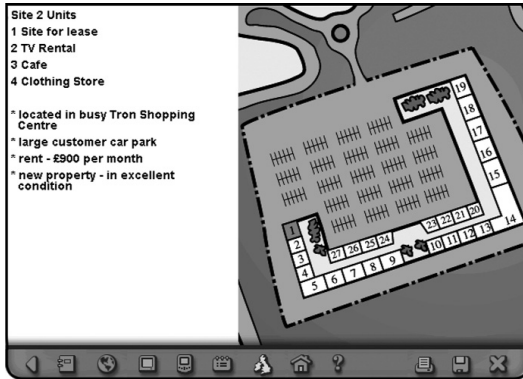 Site 2 Units
1 Site for lease
2 TV Rental
3 Cafe
4 Clothing Store
* located in busy Tron Shopping
Centre
* large customer car park
* rent - £900 per month
* new property - in excellent
condition
19
18
17
16
15
14
1
2
3
4
5
6
7
8
9
10
11
12
13
27
26
25
24
23
22
21
20
?